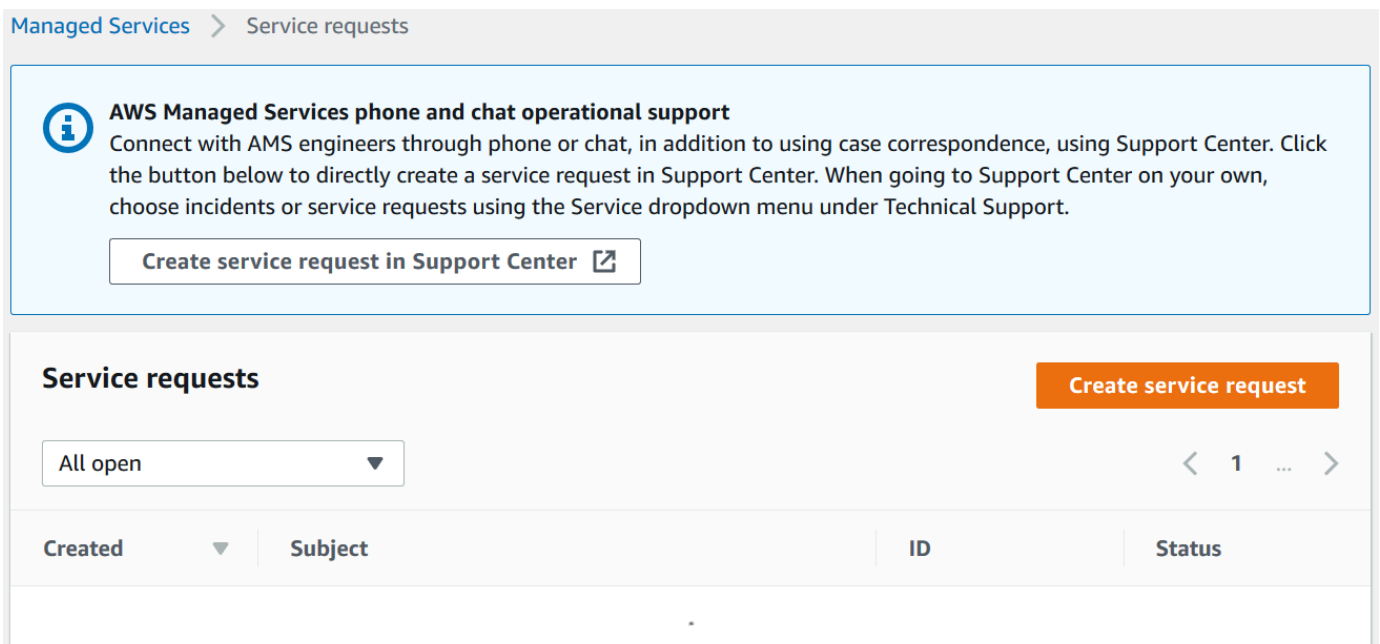 Managed Services > Service requests
AWS Managed Services phone and chat operational support
Connect with AMS engineers through phone or chat, in addition to using case correspondence, using Support Center. Click
the button below to directly create a service request in Support Center. When going to Support Center on your own,
choose incidents or service requests using the Service dropdown menu under Technical Support.
Create service request in Support Center
Service requests
Create service request
All open
1 ...
Created Subject ID Status